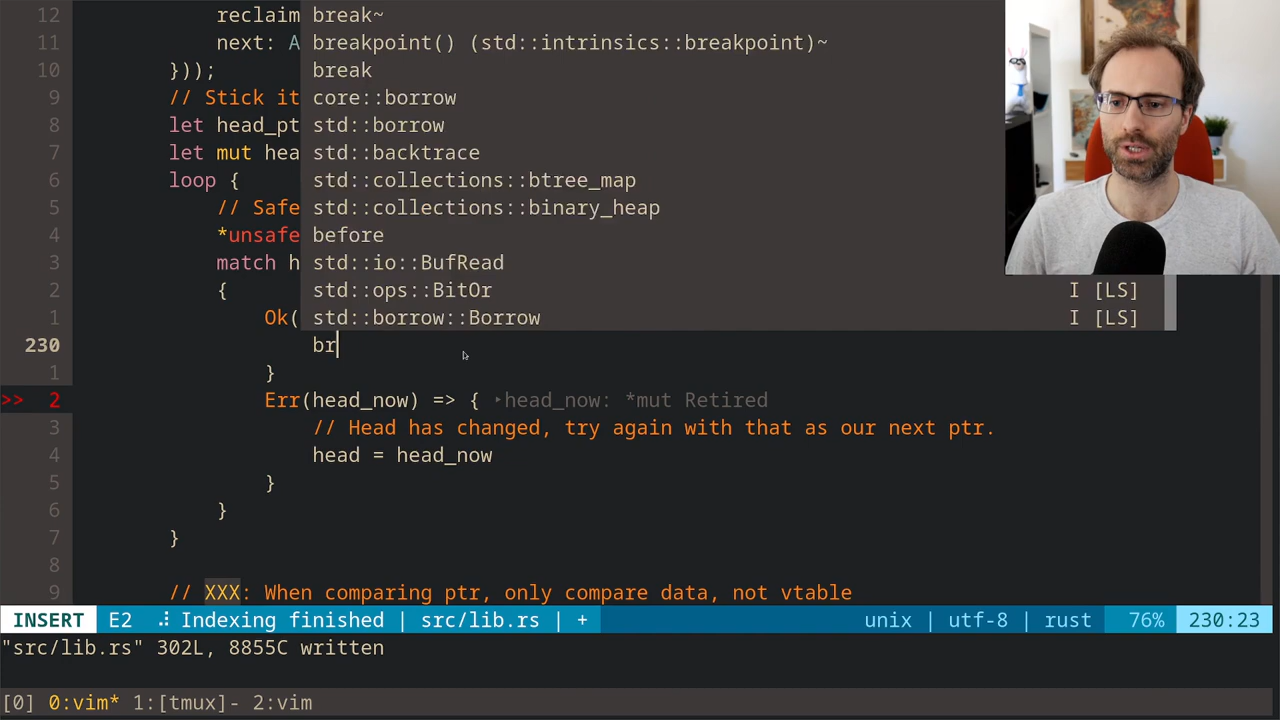 12 reclaim break~
11 next: A breakpoint() (std::intrinsics::breakpoint)~
10 })); break
9 // Stick it core::borrow
8 let head_pt std::borrow
7 let mut hea std::backtrace
6 loop { std::collections::btree_map
5 // Safe std::collections::binary_heap
4 *unsafe before
3 match h std::io::BufRead
2 { std::ops::BitOr I [LS]
1 Ok( std::borrow::Borrow I [LS]
230 br
1 }
>> 2 Err(head_now) => { ‣head_now: *mut Retired
3 // Head has changed, try again with that as our next ptr.
4 head = head_now
5 }
6 }
7 }
8
9 // XXX: When comparing ptr, only compare data, not vtable
INSERT E2 ⠼ Indexing finished | src/lib.rs | + unix | utf-8 | rust 76% 230:23
"src/lib.rs" 302L, 8855C written
[0] 0:vim* 1:[tmux]- 2:vim